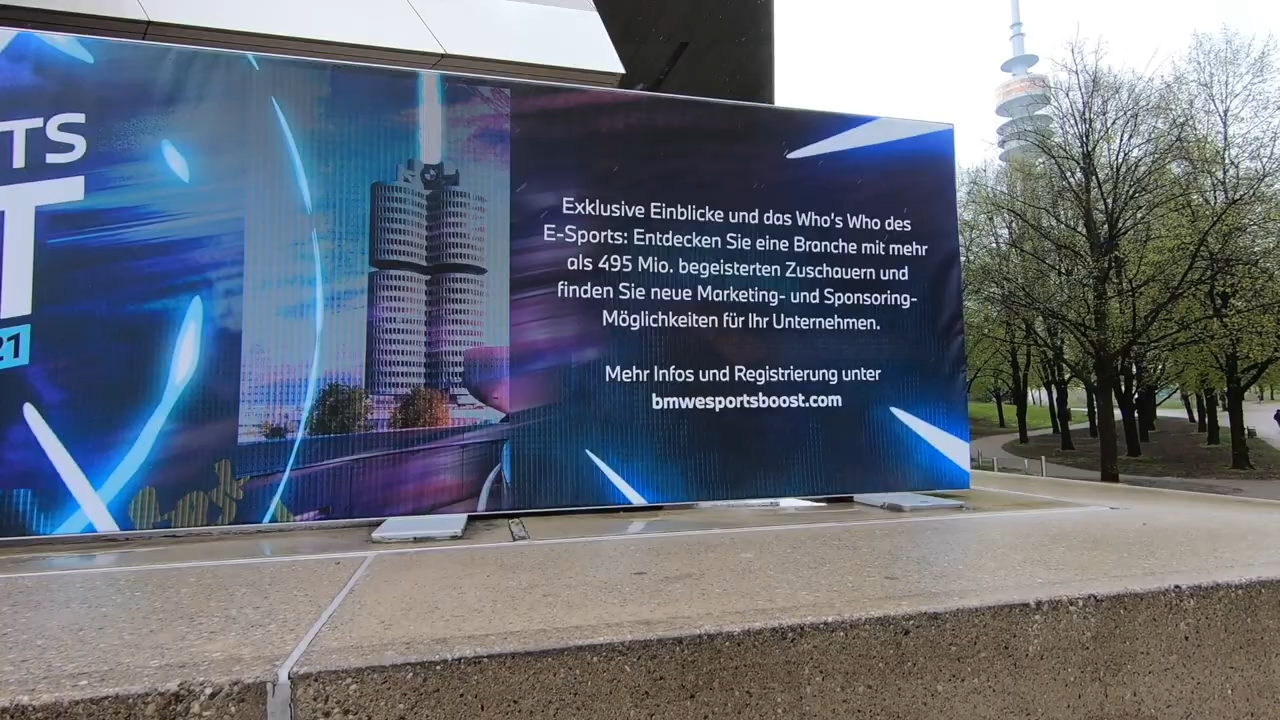 TS
T
21
Exklusive Einblicke und das Who's Who des
E-Sports: Entdecken Sie eine Branche mit mehr
als 495 Mio. begeisterten Zuschauern und
finden Sie neue Marketing- und Sponsoring-
Möglichkeiten für Ihr Unternehmen.
Mehr Infos und Registrierung unter
bmwesportsboost.com